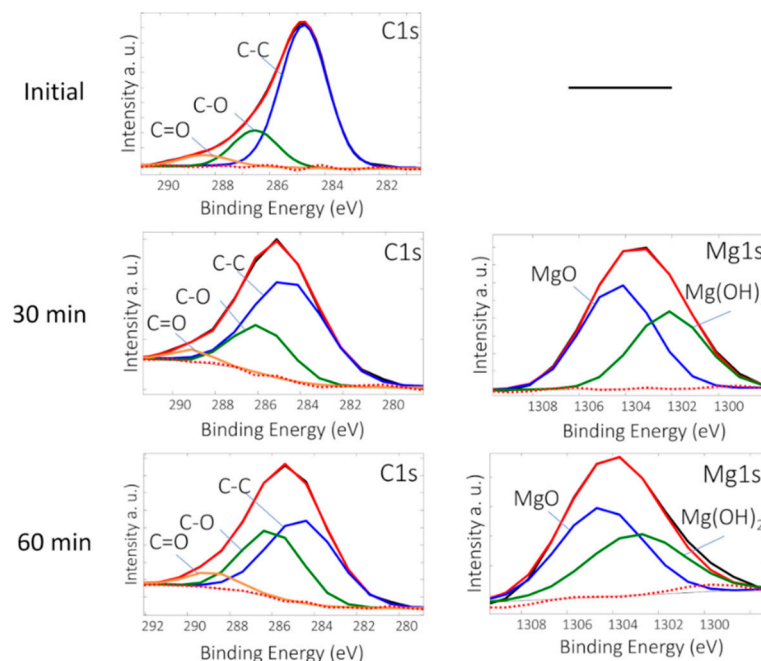 Initial
Intensity a. u.
C1s
C-C
C-O
C=O
290 288 286 284 282
Binding Energy (eV)
30 min
Intensity a. u.
C1s
C-C
C-O
C=O
290 288 286 284 282 280
Binding Energy (eV)
Intensity a. u.
Mg1s
MgO
Mg(OH)
1308 1306 1304 1302 1300
Binding Energy (eV)
60 min
Intensity a. u.
C1s
C-C
C-O
C=O
292 290 288 286 284 282 280
Binding Energy (eV)
Intensity a. u.
Mg1s
MgO
Mg(OH)₂
1308 1306 1304 1302 1300
Binding Energy (eV)